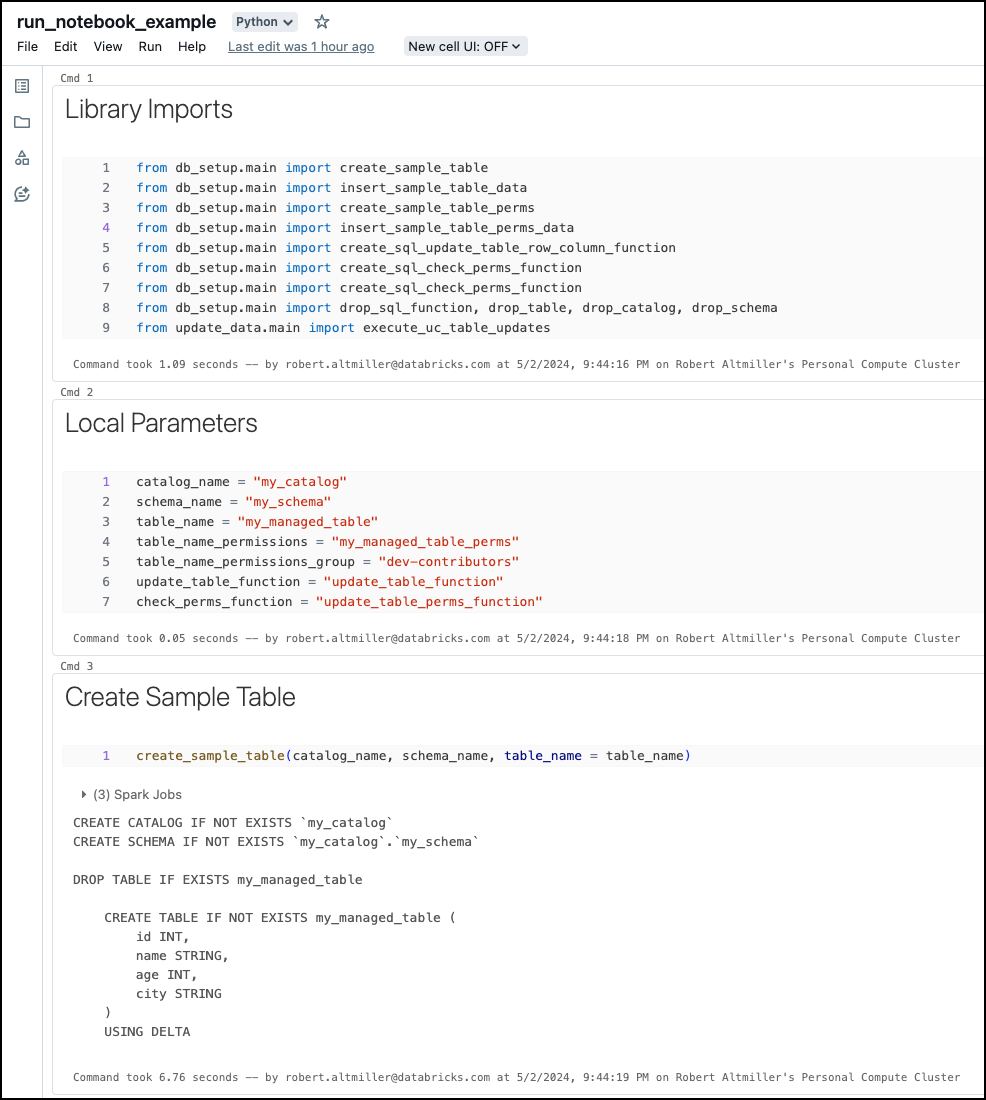 run_notebook_example Python
File Edit View Run Help Last edit was 1 hour ago New cell UI: OFF
Cmd 1
Library Imports
1 from db_setup.main import create_sample_table
2 from db_setup.main import insert_sample_table_data
3 from db_setup.main import create_sample_table_perms
4 from db_setup.main import insert_sample_table_perms_data
5 from db_setup.main import create_sql_update_table_row_column_function
6 from db_setup.main import create_sql_check_perms_function
7 from db_setup.main import create_sql_check_perms_function
8 from db_setup.main import drop_sql_function, drop_table, drop_catalog, drop_schema
9 from update_data.main import execute_uc_table_updates
Command took 1.09 seconds -- by robert.altmiller@databricks.com at 5/2/2024, 9:44:16 PM on Robert Altmiller's Personal Compute Cluster
Cmd 2
Local Parameters
1 catalog_name = "my_catalog"
2 schema_name = "my_schema"
3 table_name = "my_managed_table"
4 table_name_permissions = "my_managed_table_perms"
5 table_name_permissions_group = "dev-contributors"
6 update_table_function = "update_table_function"
7 check_perms_function = "update_table_perms_function"
Command took 0.05 seconds -- by robert.altmiller@databricks.com at 5/2/2024, 9:44:18 PM on Robert Altmiller's Personal Compute Cluster
Cmd 3
Create Sample Table
1 create_sample_table(catalog_name, schema_name, table_name = table_name)
(3) Spark Jobs
CREATE CATALOG IF NOT EXISTS `my_catalog`
CREATE SCHEMA IF NOT EXISTS `my_catalog`.`my_schema`
DROP TABLE IF EXISTS my_managed_table
CREATE TABLE IF NOT EXISTS my_managed_table (
id INT,
name STRING,
age INT,
city STRING
)
USING DELTA
Command took 6.76 seconds -- by robert.altmiller@databricks.com at 5/2/2024, 9:44:19 PM on Robert Altmiller's Personal Compute Cluster